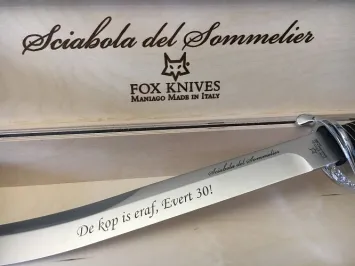 Sciabola del Sommelier
FOX KNIVES
MANIAGO MADE IN ITALY
Sciabola del Sommelier
De kop is eraf, Evert 30!